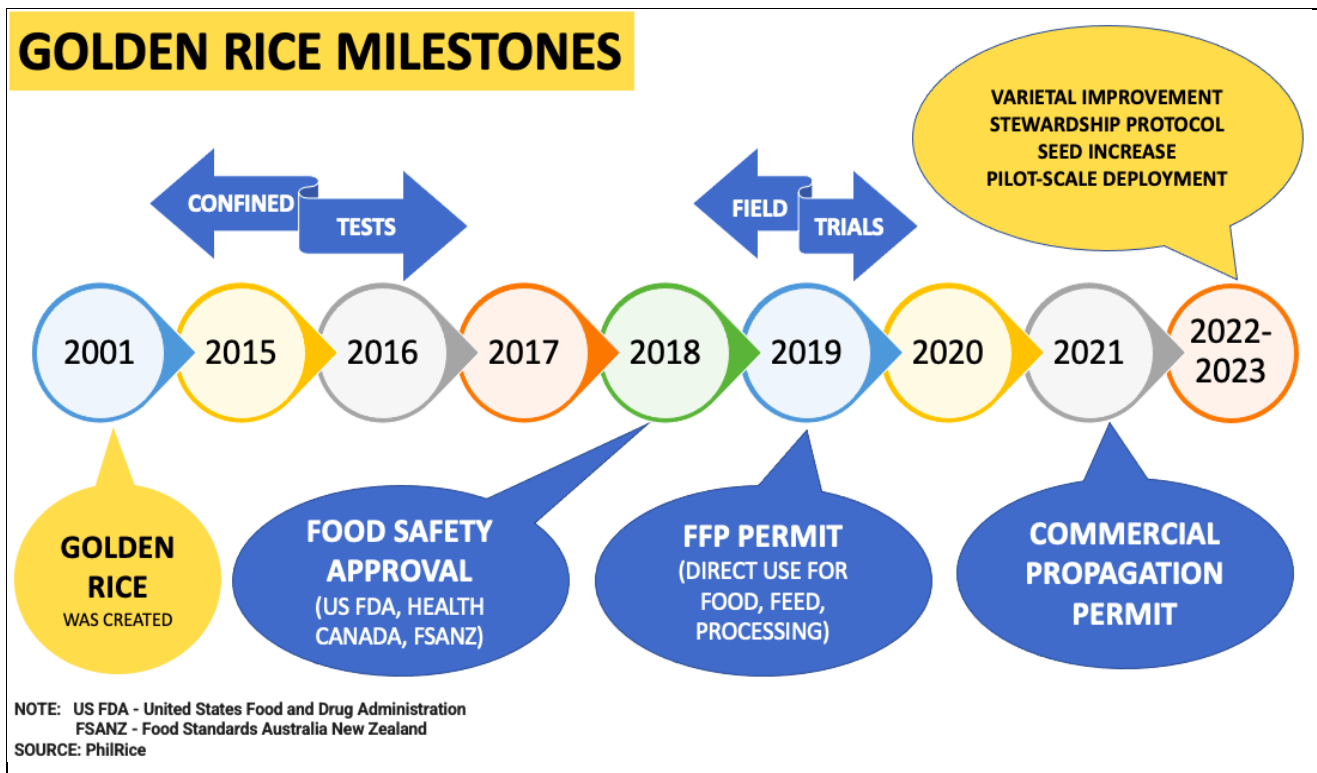 GOLDEN RICE MILESTONES
VARIETAL IMPROVEMENT
STEWARDSHIP PROTOCOL
SEED INCREASE
PILOT-SCALE DEPLOYMENT
CONFINED
TESTS
FIELD
TRIALS
2001
2015
2016
2017
2018
2019
2020
2021
2022-
2023
GOLDEN
RICE
WAS CREATED
FOOD SAFETY
APPROVAL
(US FDA, HEALTH
CANADA, FSANZ)
FFP PERMIT
(DIRECT USE FOR
FOOD, FEED,
PROCESSING)
COMMERCIAL
PROPAGATION
PERMIT
NOTE: US FDA - United States Food and Drug Administration
FSANZ - Food Standards Australia New Zealand
SOURCE: PhilRice